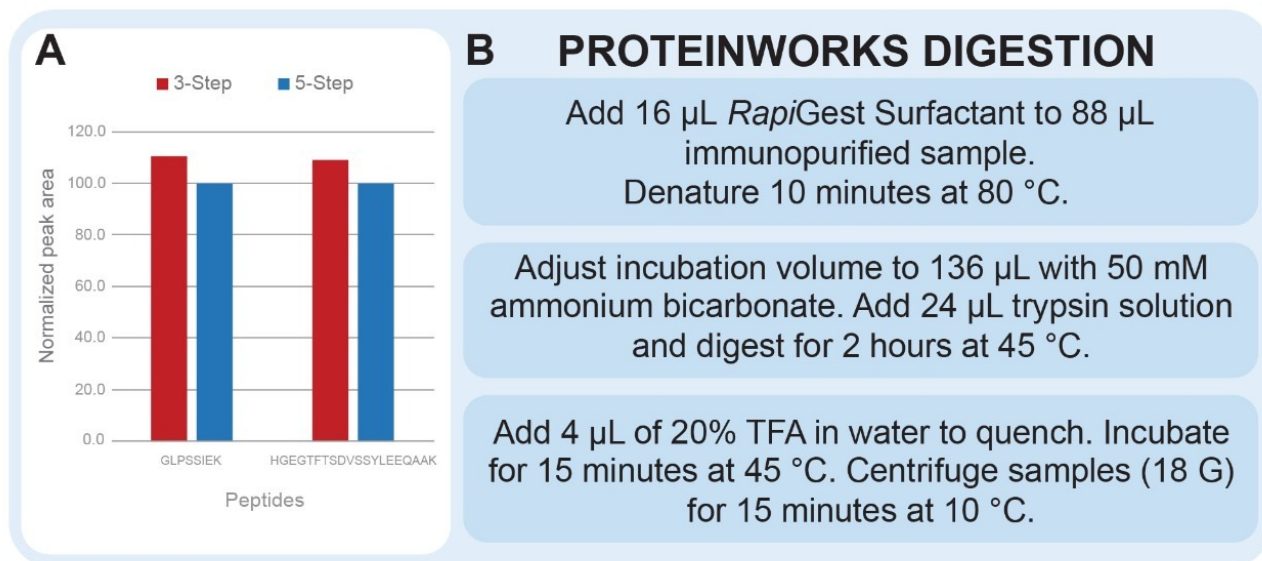 A
3-Step 5-Step
Normalized peak area
120.0
100.0
80.0
60.0
40.0
20.0
0.0
GLPSSIEK HGEGTFTSDVSSYLEEQAAK
Peptides
B PROTEINWORKS DIGESTION
Add 16 µL RapiGest Surfactant to 88 µL
immunopurified sample.
Denature 10 minutes at 80 °C.
Adjust incubation volume to 136 µL with 50 mM
ammonium bicarbonate. Add 24 µL trypsin solution
and digest for 2 hours at 45 °C.
Add 4 µL of 20% TFA in water to quench. Incubate
for 15 minutes at 45 °C. Centrifuge samples (18 G)
for 15 minutes at 10 °C.